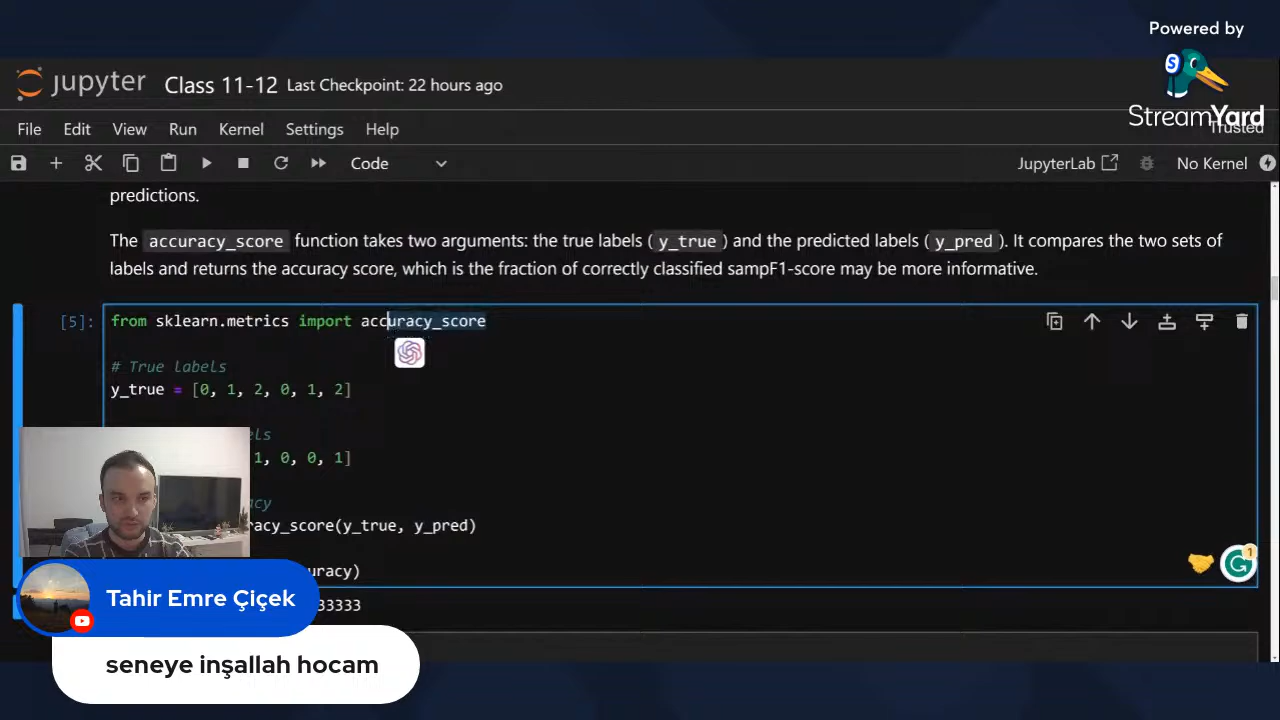 Powered by
StreamYard
jupyter Class 11-12 Last Checkpoint: 22 hours ago
Trusted
File Edit View Run Kernel Settings Help
Code JupyterLab No Kernel
predictions.
The accuracy_score function takes two arguments: the true labels ( y_true ) and the predicted labels ( y_pred ). It compares the two sets of
labels and returns the accuracy score, which is the fraction of correctly classified sampF1-score may be more informative.
[5]: from sklearn.metrics import accuracy_score
# True labels
y_true = [0, 1, 2, 0, 1, 2]
els
1, 0, 0, 1]
acy
racy_score(y_true, y_pred)
uracy)
33333
1
Tahir Emre Çiçek
seneye inşallah hocam